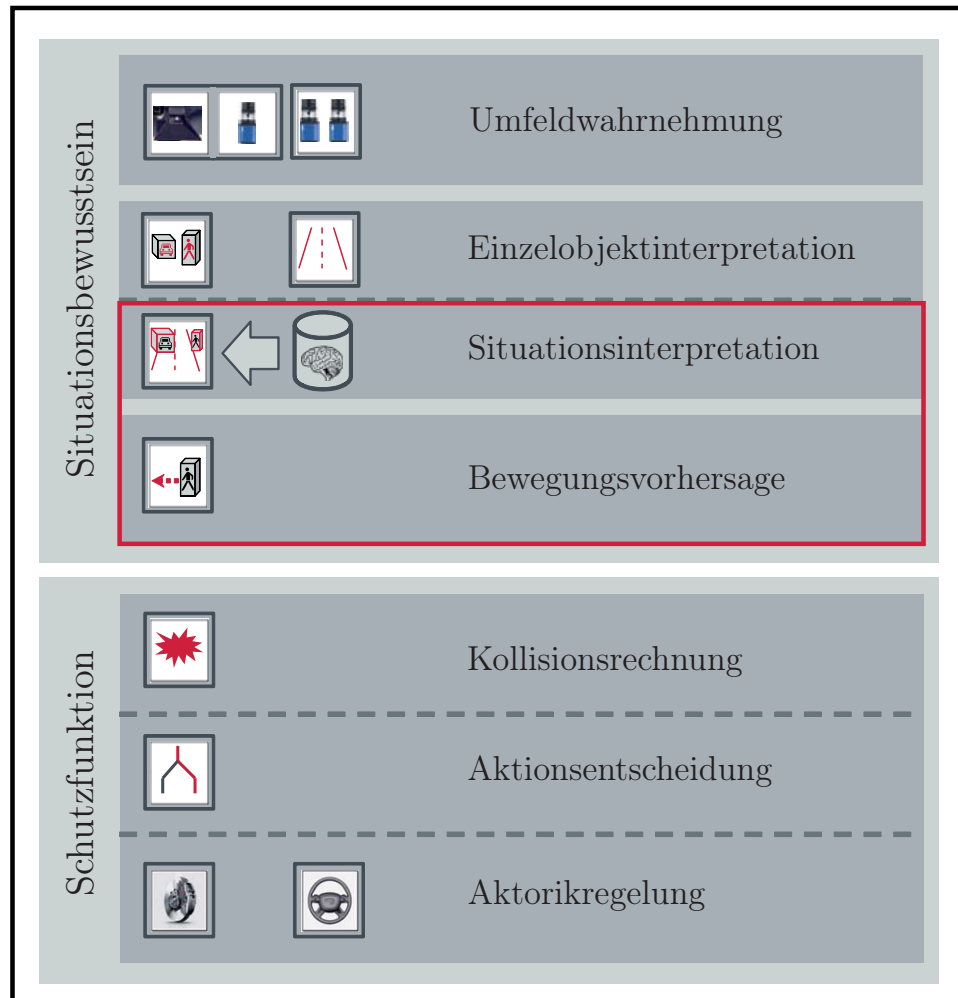 Situationsbewusstsein
Umfeldwahrnehmung
Einzelobjektinterpretation
Situationsinterpretation
Bewegungsvorhersage
Schutzfunktion
Kollisionsrechnung
Aktionsentscheidung
Aktorikregelung